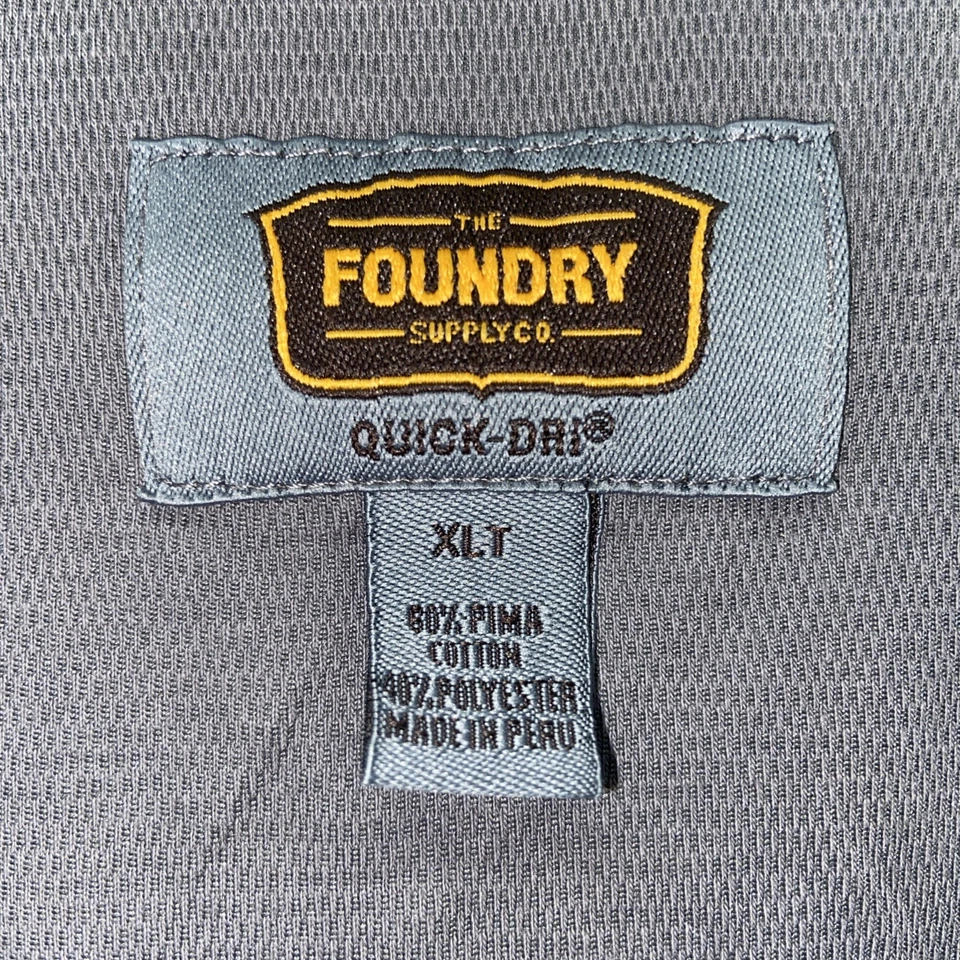 THE
FOUNDRY
SUPPLY CO.
QUICK-DRI®
XLT
60% PIMA
COTTON
40% POLYESTER
MADE IN PERU